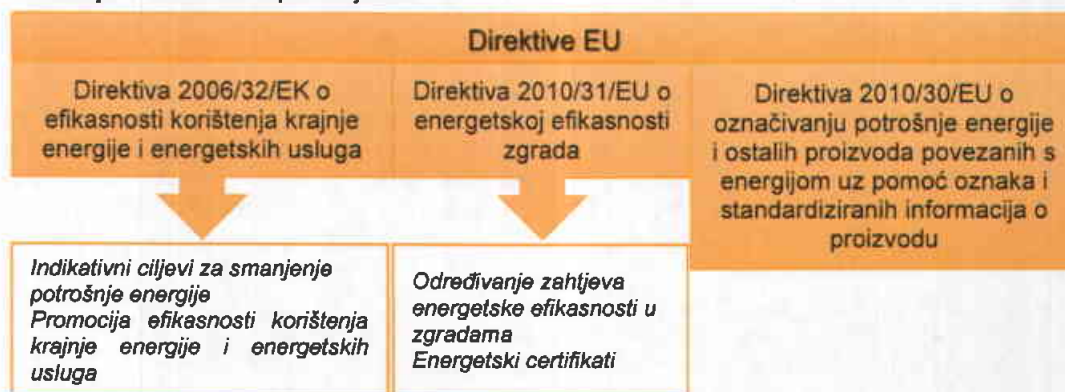 Direktive EU
Direktiva 2006/32/EK o
efikasnosti korištenja krajnje
energije i energetskih usluga
Direktiva 2010/31/EU o
energetskoj efikasnosti
zgrada
Direktiva 2010/30/EU o
označivanju potrošnje energije
i ostalih proizvoda povezanih s
energijom uz pomoć oznaka i
standardiziranih informacija o
proizvodu
Indikativni ciljevi za smanjenje
potrošnje energije
Promocija efikasnosti korištenja
krajnje energije i energetskih
usluga
Određivanje zahtjeva
energetske efikasnosti u
zgradama
Energetski certifikati